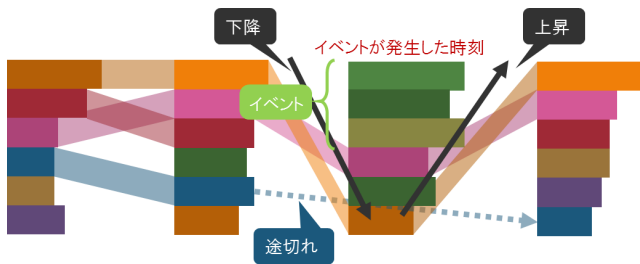 下降
イベントが発生した時刻
上昇
イベント
途切れ